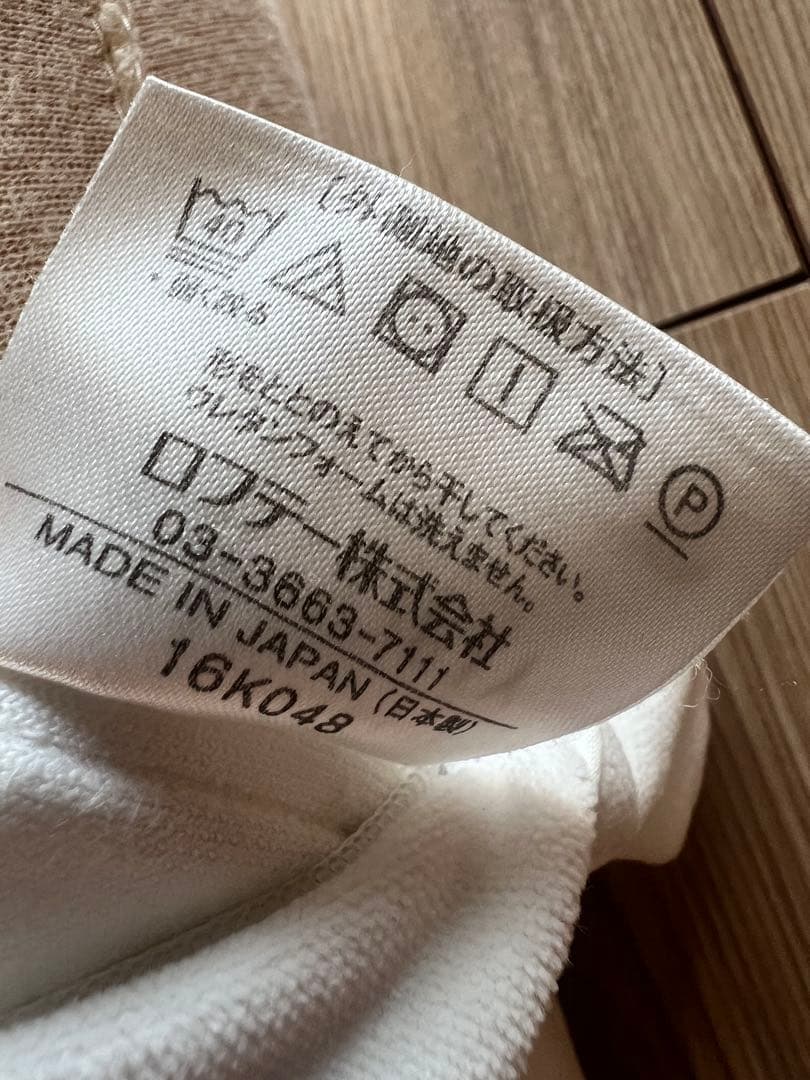 〔外側地の取扱方法〕
40
P
形をととのえてから干してください。
ウレタンフォームは洗えません。
ロフテー株式会社
03-3663-7111
MADE IN JAPAN (日本製)
16K048